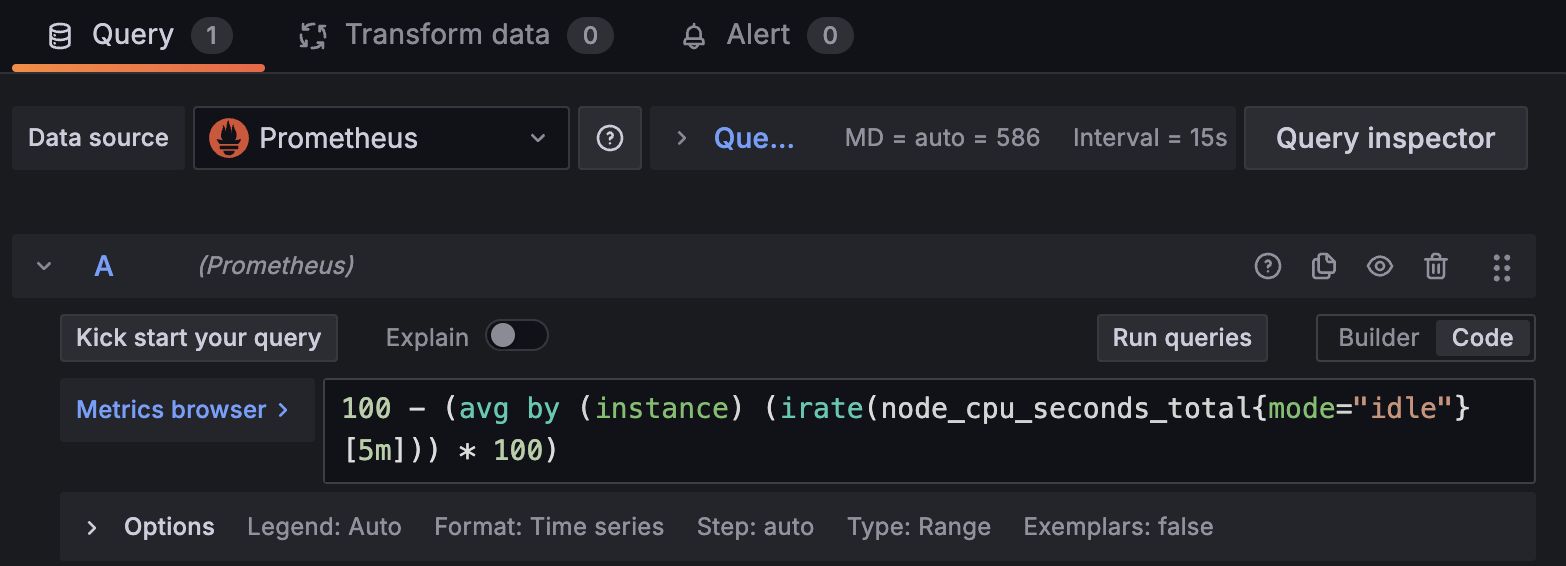 Query 1 Transform data 0 Alert 0
Data source Prometheus Que... MD = auto = 586 Interval = 15s Query inspector
A (Prometheus)
Kick start your query Explain Run queries Builder Code
Metrics browser 100 - (avg by (instance) (irate(node_cpu_seconds_total{mode="idle"}
[5m])) * 100)
Options Legend: Auto Format: Time series Step: auto Type: Range Exemplars: false